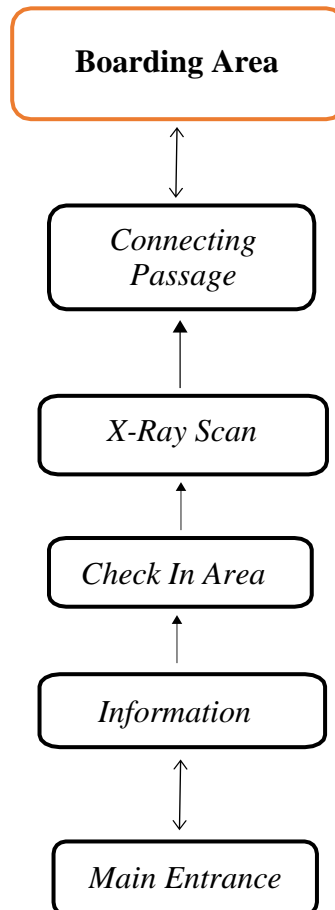 Boarding Area
Connecting
Passage
X-Ray Scan
Check In Area
Information
Main Entrance